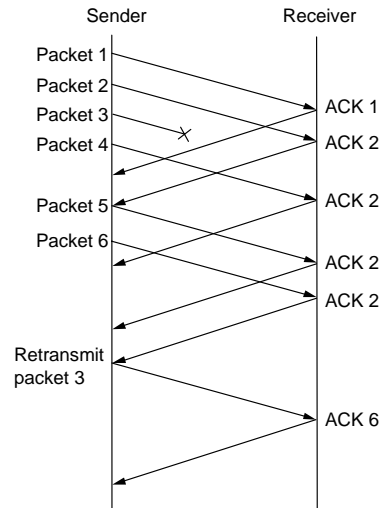 Sender
Receiver
Packet 1
Packet 2
Packet 3
Packet 4
Packet 5
Packet 6
Retransmit
packet 3
ACK 1
ACK 2
ACK 2
ACK 2
ACK 2
ACK 6